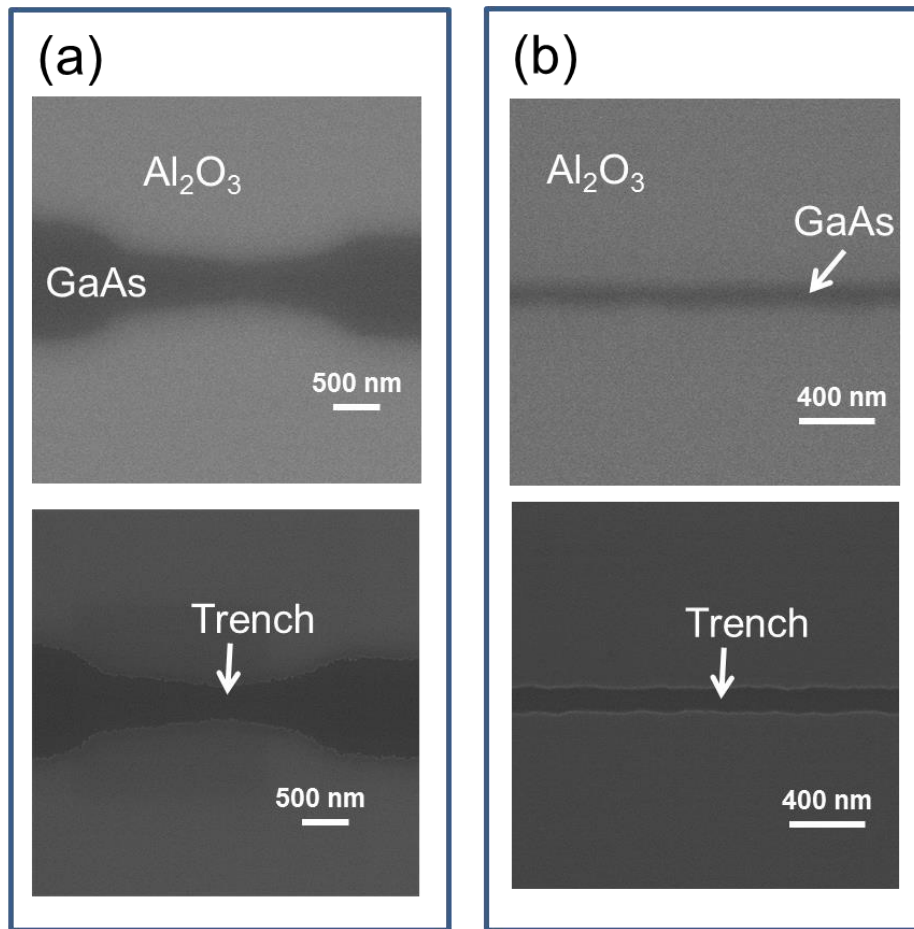 (a)
Al₂O₃
GaAs
500 nm
Trench
500 nm
(b)
Al₂O₃
GaAs
400 nm
Trench
400 nm